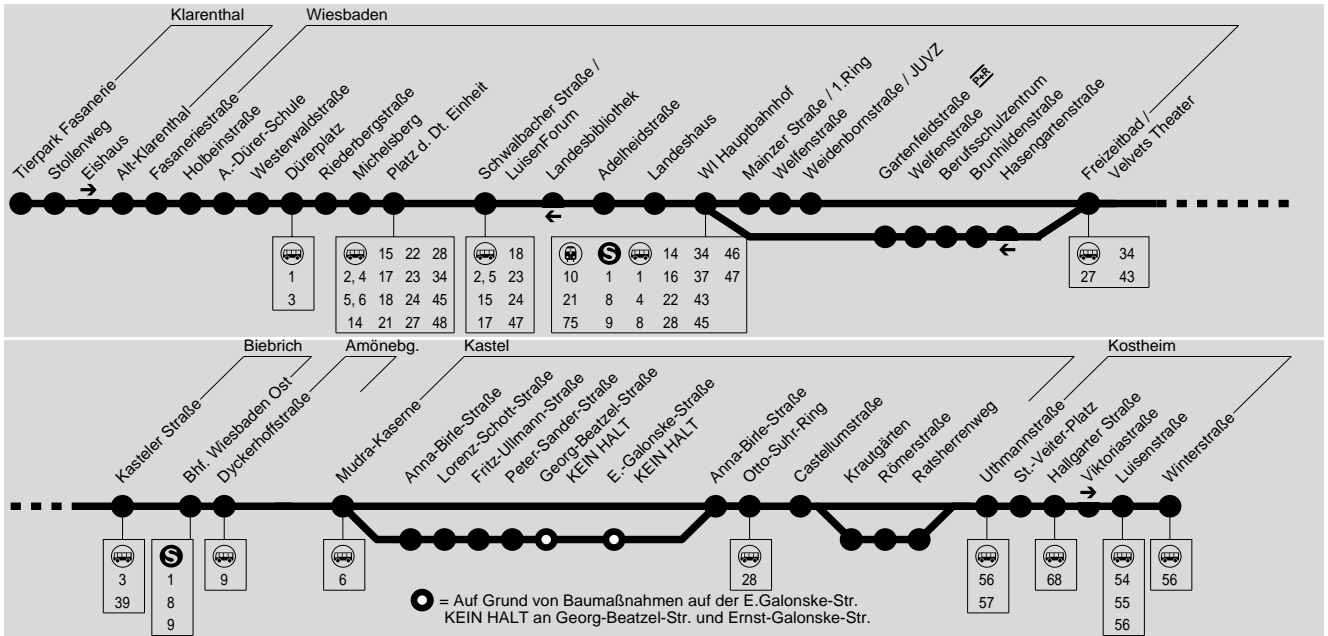 Klarenthal
Wiesbaden
Tierpark Fasanerie
Stollenweg
Eishaus
Alt-Klarenthal
Fasaneriestraße
Holbeinstraße
A.-Dürer-Schule
Westerwaldstraße
Dürerplatz
Riederbergstraße
Michelsberg
Platz d. Dt. Einheit
Schwalbacher Straße /
LuisenForum
Landesbibliothek
Adelheidstraße
Landeshaus
WI Hauptbahnhof
Mainzer Straße / 1.Ring
Welfenstraße
Weidenbornstraße / JUVZ
Gartenfeldstraße P+R
Welfenstraße
Berufsschulzentrum
Brunhildenstraße
Hasengartenstraße
Freizeitbad /
Velvets Theater
1
3
15 22 28
2, 4 17 23 34
5, 6 18 24 45
14 21 27 48
18
2, 5 23
15 24
17 47
S 14 34 46
10 1 1 16 37 47
21 8 4 22 43
75 9 8 28 45
34
27 43
Biebrich
Amönebg.
Kastel
Kostheim
Kasteler Straße
Bhf. Wiesbaden Ost
Dyckerhoffstraße
Mudra-Kaserne
Anna-Birle-Straße
Lorenz-Schott-Straße
Fritz-Ullmann-Straße
Peter-Sander-Straße
Georg-Beatzel-Straße
KEIN HALT
E.-Galonske-Straße
KEIN HALT
Anna-Birle-Straße
Otto-Suhr-Ring
Castellumstraße
Krautgärten
Römerstraße
Ratsherrenweg
Uthmannstraße
St.-Veiter-Platz
Hallgarter Straße
Viktoriastraße
Luisenstraße
Winterstraße
3
39
S
1
8
9
9
6
28
56
57
68
54
55
56
56
= Auf Grund von Baumaßnahmen auf der E.Galonske-Str.
KEIN HALT an Georg-Beatzel-Str. und Ernst-Galonske-Str.